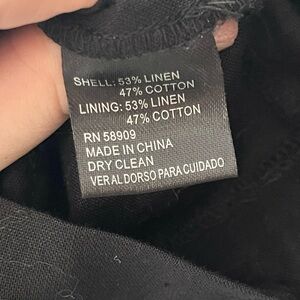 SHELL: 53% LINEN
47% COTTON
LINING: 53% LINEN
47% COTTON
RN 58909
MADE IN CHINA
DRY CLEAN
VER AL DORSO PARA CUIDADO